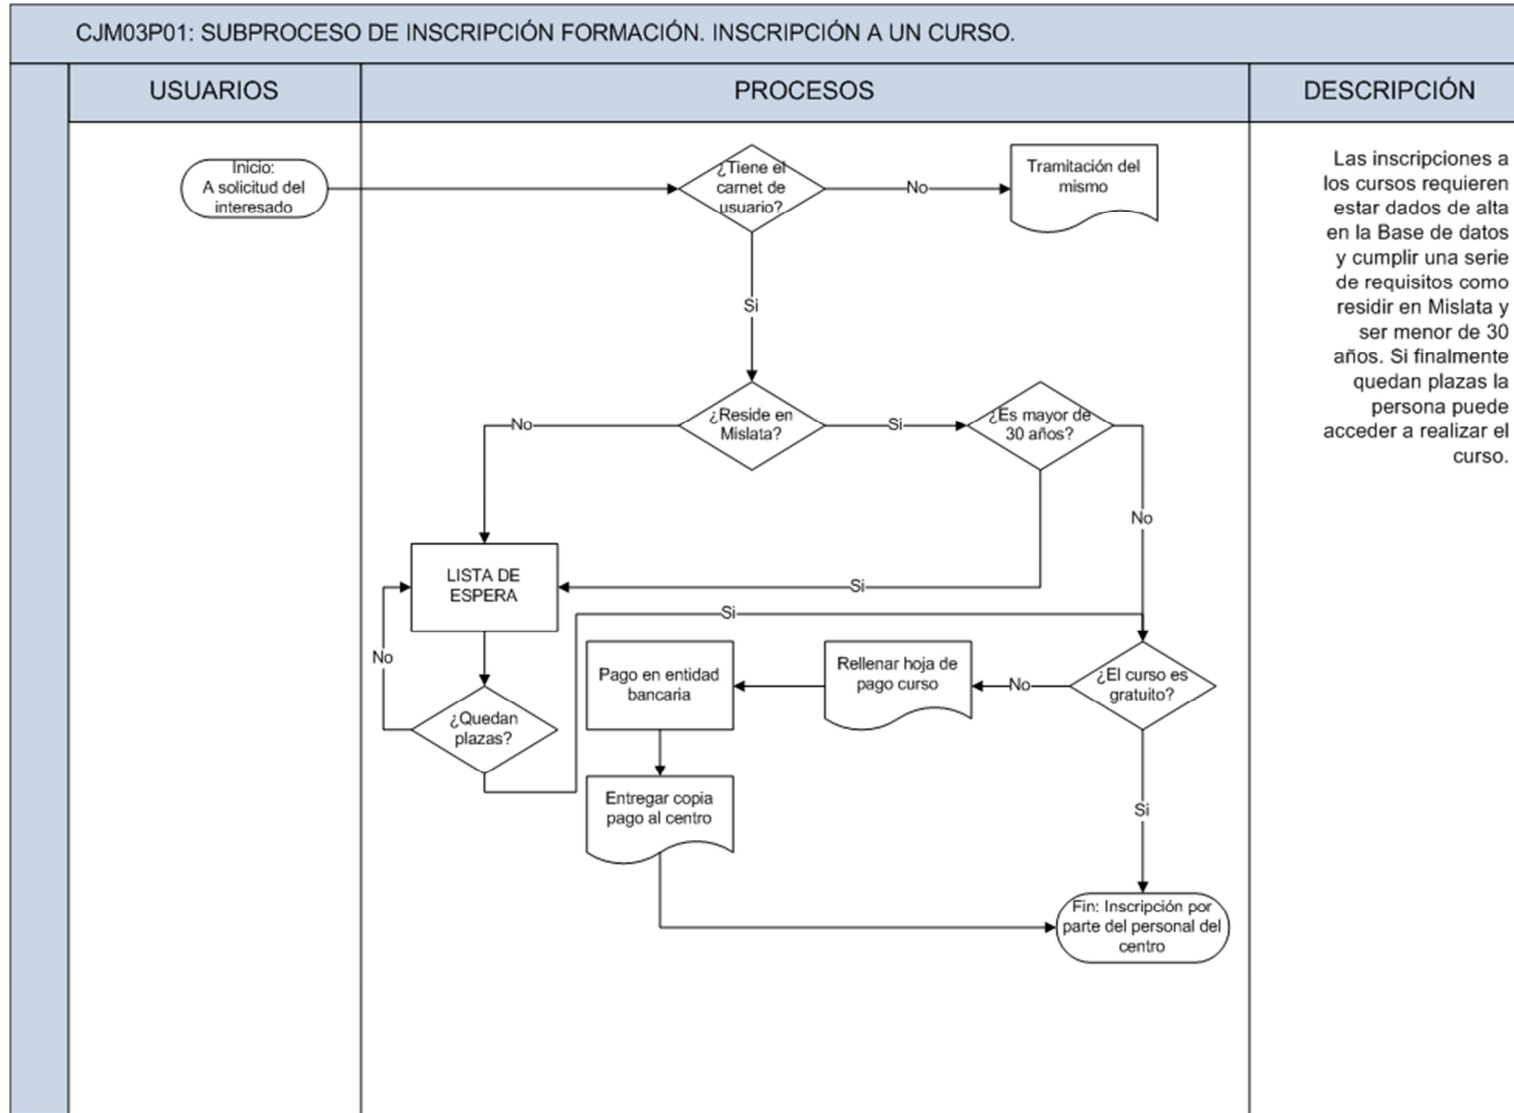 CJM03P01: SUBPROCESO DE INSCRIPCIÓN FORMACIÓN. INSCRIPCIÓN A UN CURSO.
USUARIOS
PROCESOS
DESCRIPCIÓN
Inicio:
A solicitud del
interesado
¿Tiene el
carnet de
usuario?
No
Tramitación del
mismo
Las inscripciones a
los cursos requieren
estar dados de alta
en la Base de datos
y cumplir una serie
de requisitos como
residir en Mislata y
ser menor de 30
años. Si finalmente
quedan plazas la
persona puede
acceder a realizar el
curso.
Si
No
¿Reside en
Mislata?
Si
¿Es mayor de
30 años?
No
LISTA DE
ESPERA
Si
Si
No
Pago en entidad
bancaria
Rellenar hoja de
pago curso
No
¿El curso es
gratuito?
¿Quedan
plazas?
Entregar copia
pago al centro
Si
Fin: Inscripción por
parte del personal del
centro